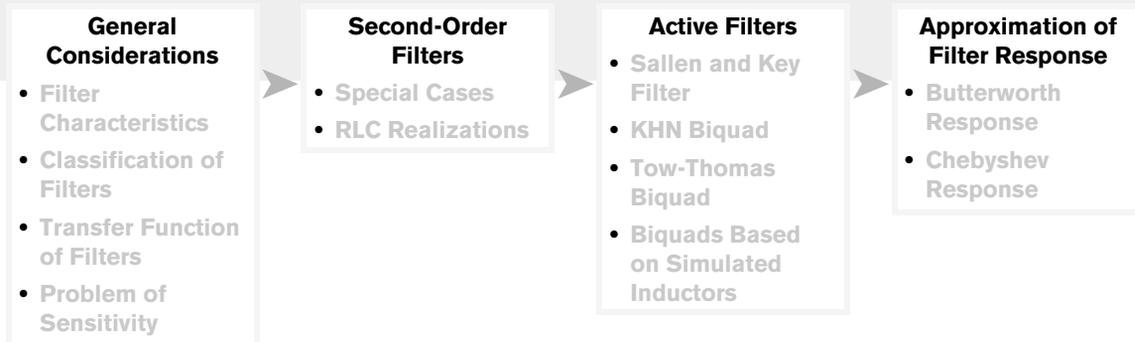 General
Considerations
• Filter
Characteristics
• Classification of
Filters
• Transfer Function
of Filters
• Problem of
Sensitivity
Second-Order
Filters
• Special Cases
• RLC Realizations
Active Filters
• Sallen and Key
Filter
• KHN Biquad
• Tow-Thomas
Biquad
• Biquads Based
on Simulated
Inductors
Approximation of
Filter Response
• Butterworth
Response
• Chebyshev
Response